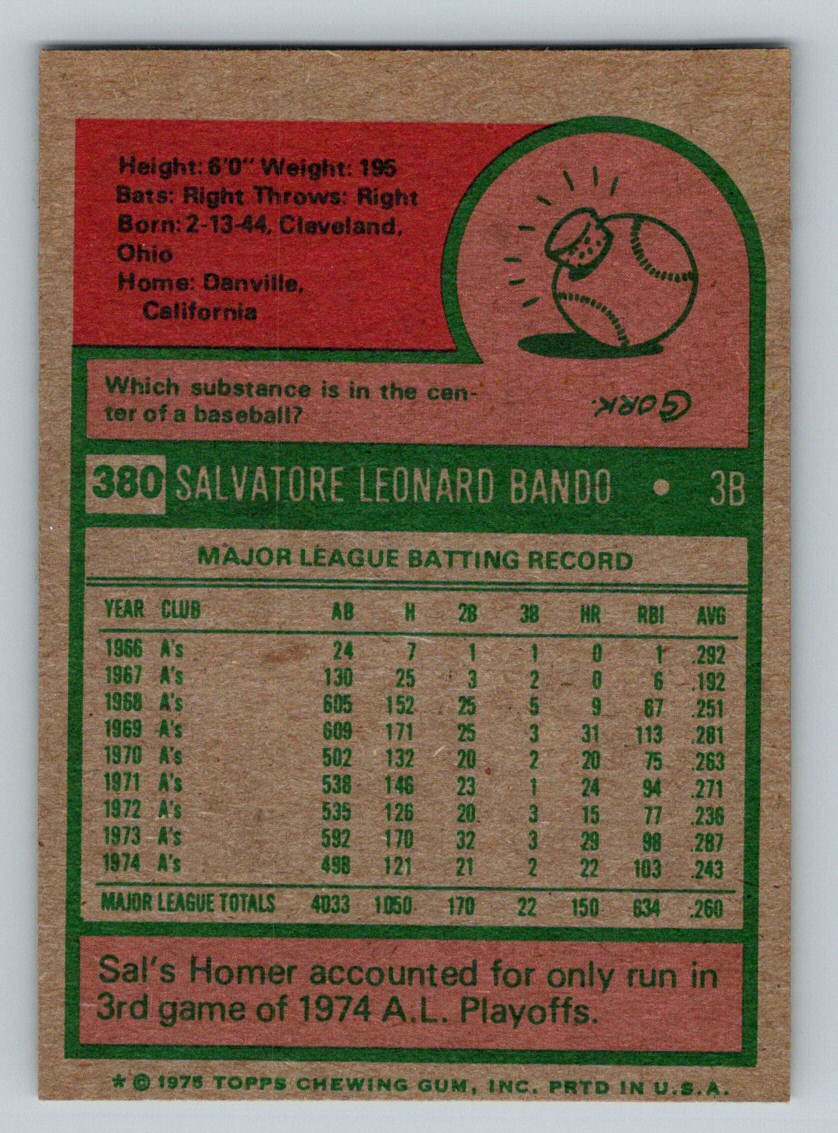 Height: 6'0" Weight: 195
Bats: Right Throws: Right
Born: 2-13-44, Cleveland,
Ohio
Home: Danville,
California
Which substance is in the cen-
ter of a baseball?
CORK.
380 SALVATORE LEONARD BANDO • 3B
MAJOR LEAGUE BATTING RECORD
YEAR CLUB AB H 2B 3B HR RBI AVG
1966 A's 24 7 1 1 0 1 .292
1967 A's 130 25 3 2 0 6 .192
1968 A's 605 152 25 5 9 67 .251
1969 A's 609 171 25 3 31 113 .281
1970 A's 502 132 20 2 20 75 .263
1971 A's 538 146 23 1 24 94 .271
1972 A's 535 126 20 3 15 77 .236
1973 A's 592 170 32 3 29 98 .287
1974 A's 498 121 21 2 22 103 .243
MAJOR LEAGUE TOTALS 4033 1050 170 22 150 634 .260
Sal's Homer accounted for only run in
3rd game of 1974 A.L. Playoffs.
* © 1975 TOPPS CHEWING GUM, INC. PRTD IN U.S.A.